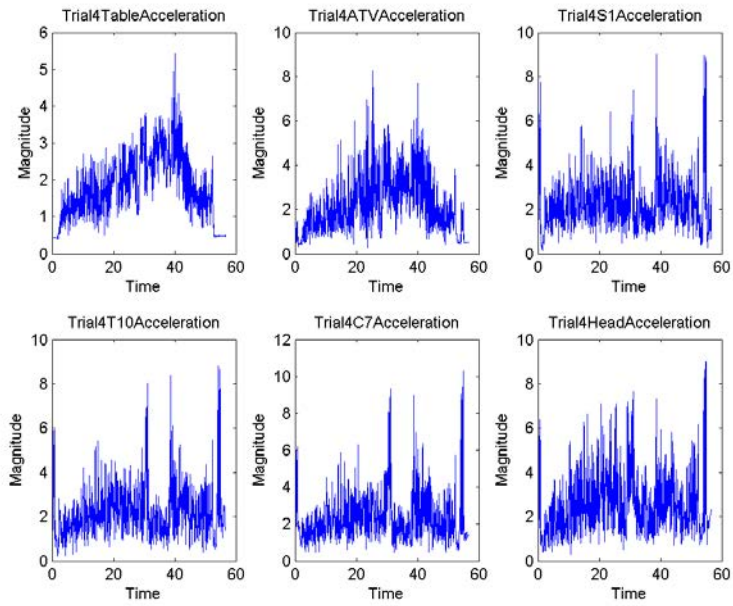 Trial4TableAcceleration
6
5
4
3
2
1
0
Magnitude
0 20 40 60
Time
Trial4ATVAcceleration
10
8
6
4
2
0
Magnitude
0 20 40 60
Time
Trial4S1Acceleration
10
8
6
4
2
0
Magnitude
0 20 40 60
Time
Trial4T10Acceleration
10
8
6
4
2
0
Magnitude
0 20 40 60
Time
Trial4C7Acceleration
12
10
8
6
4
2
0
Magnitude
0 20 40 60
Time
Trial4HeadAcceleration
10
8
6
4
2
0
Magnitude
0 20 40 60
Time